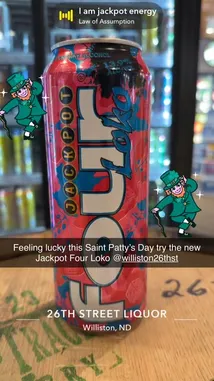 I am jackpot energy
Law of Assumption
JACKPOT
FOUR
Loko
Feeling lucky this Saint Patty's Day try the new
Jackpot Four Loko @williston26thst
26TH STREET LIQUOR
Williston, ND
26